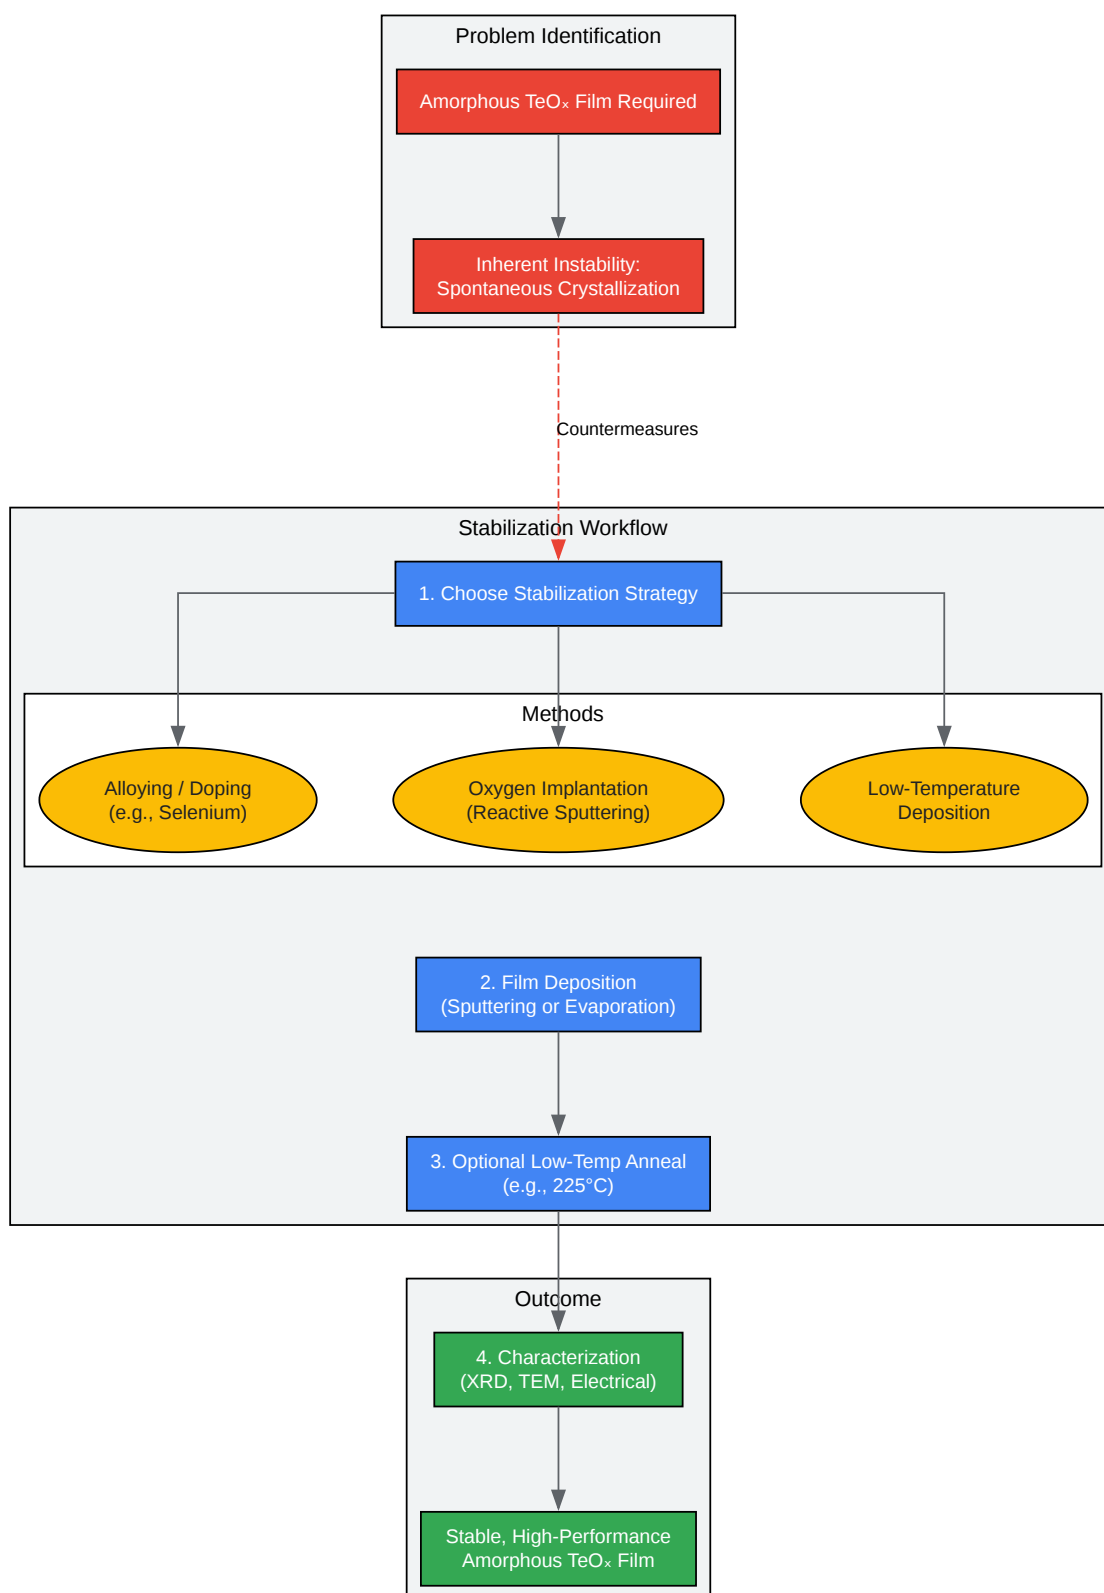 Problem Identification
Amorphous TeOₓ Film Required
Inherent Instability:
Spontaneous Crystallization
Countermeasures
Stabilization Workflow
1. Choose Stabilization Strategy
Methods
Alloying / Doping
(e.g., Selenium)
Oxygen Implantation
(Reactive Sputtering)
Low-Temperature
Deposition
2. Film Deposition
(Sputtering or Evaporation)
3. Optional Low-Temp Anneal
(e.g., 225°C)
Outcome
4. Characterization
(XRD, TEM, Electrical)
Stable, High-Performance
Amorphous TeOₓ Film